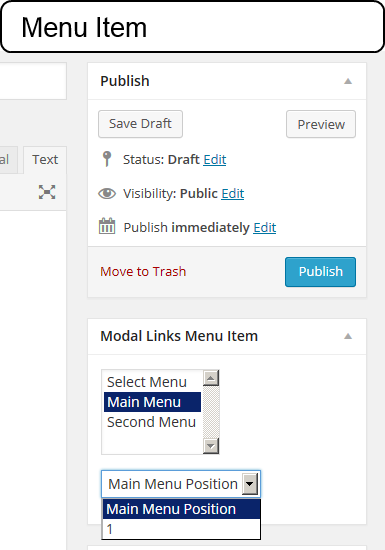 Menu Item
Publish
Save Draft Preview
al Text
Status: Draft Edit
Visibility: Public Edit
Publish immediately Edit
Move to Trash Publish
Modal Links Menu Item
Select Menu
Main Menu
Second Menu
Main Menu Position
Main Menu Position
1